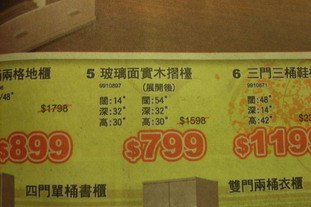 兩格地櫃
5 玻璃面實木摺檯
6 三門三桶鞋
9910897
(展開後)
9910871
/48"
闊:14" 闊:54"
闊:48"
$1798
深:32" 深:32"
深:14"
高:30" 高:30"
$1598
高:42"
$899
$799
$1199
四門單桶書櫃
雙門兩桶衣櫃